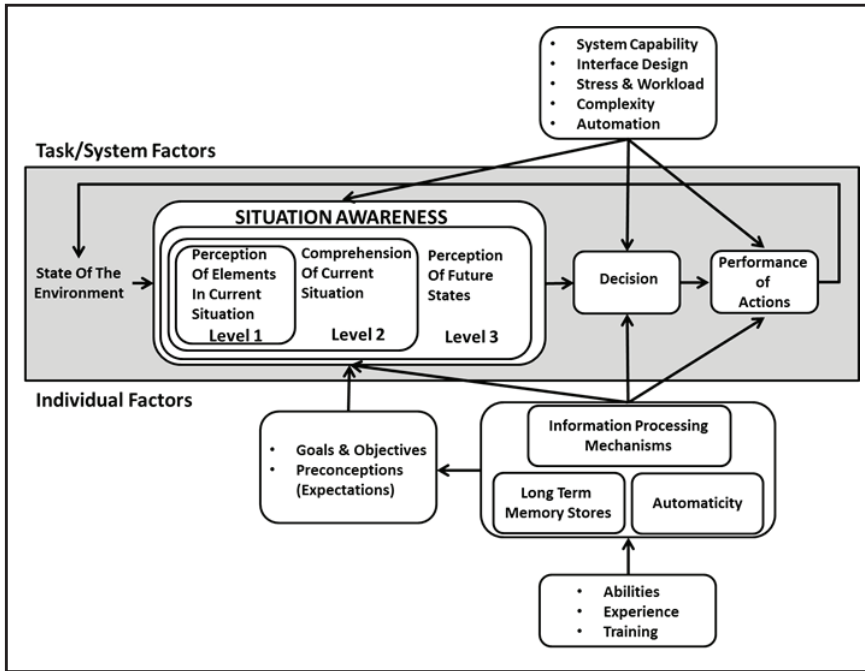 • System Capability
• Interface Design
• Stress & Workload
• Complexity
• Automation
Task/System Factors
SITUATION AWARENESS
State Of The
Environment
Perception
Of Elements
In Current
Situation
Level 1
Comprehension
Of Current
Situation
Level 2
Perception
Of Future
States
Level 3
Decision
Performance
of
Actions
Individual Factors
• Goals & Objectives
• Preconceptions
(Expectations)
Information Processing
Mechanisms
Long Term
Memory Stores
Automaticity
• Abilities
• Experience
• Training